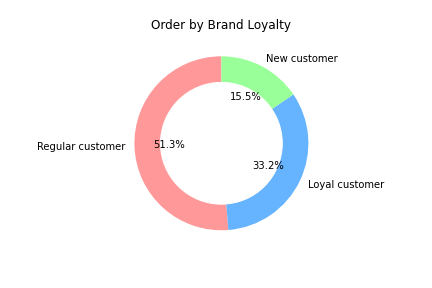 Order by Brand Loyalty
New customer
15.5%
Regular customer
51.3%
33.2%
Loyal customer